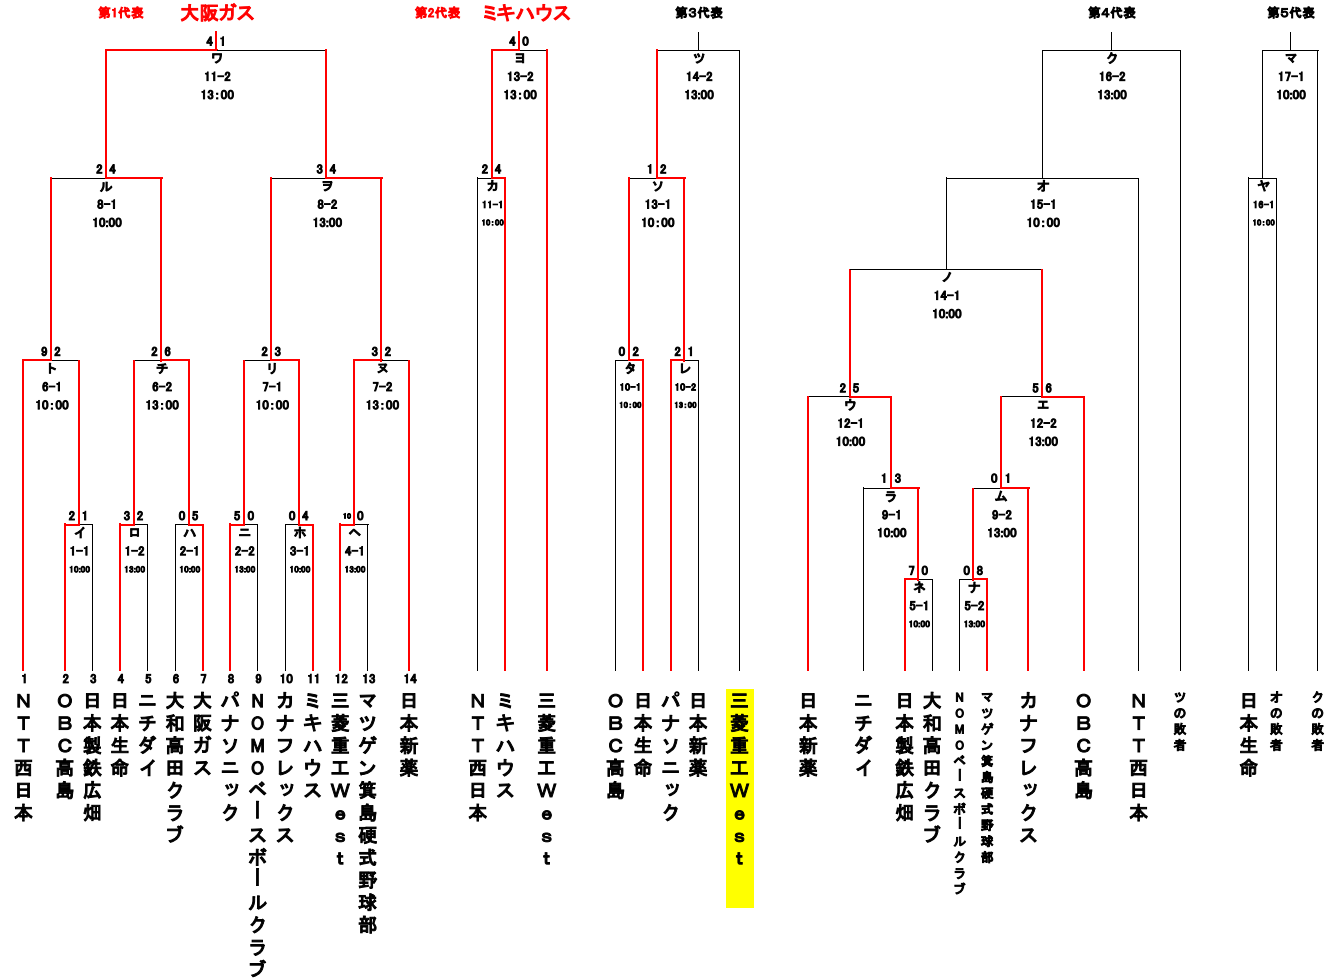 第1代表 大阪ガス 第2代表 ミキハウス 第3代表 第4代表 第5代表
4 1 4 0
ワ ヨ ツ ク マ
11-2 13-2 14-2 16-2 17-1
13:00 13:00 13:00 13:00 10:00
2 4 3 4 2 4 1 2
ル ヲ カ ソ オ ヤ
8-1 8-2 11-1 13-1 15-1 16-1
10:00 13:00 10:00 10:00 10:00 10:00
ノ
14-1
10:00
9 2 2 6 2 3 3 2 0 2 2 1
ト チ リ ヌ タ レ
6-1 6-2 7-1 7-2 10-1 10-2
10:00 13:00 10:00 13:00 10:00 13:00
2 5 5 6
ウ エ
12-1 12-2
10:00 13:00
1 3 0 1
ラ ム
9-1 9-2
10:00 13:00
2 1 3 2 0 5 5 0 0 4 10 0
イ ロ ハ ニ ホ ヘ
1-1 1-2 2-1 2-2 3-1 4-1
10:00 13:00 10:00 13:00 10:00 13:00
7 0 0 8
ネ ナ
5-1 5-2
10:00 13:00
1 2 3 4 5 6 7 8 9 10 11 12 13 14
NTT西日本
OBC高島
日本製鉄広畑
日本生命
ニチダイ
大和高田クラブ
大阪ガス
パナソニック
NOMOベースボールクラブ
カナフレックス
ミキハウス
三菱重工West
マツゲン箕島硬式野球部
日本新薬
NTT西日本
ミキハウス
三菱重工West
OBC高島
日本生命
パナソニック
日本新薬
三菱重工West
日本新薬
ニチダイ
日本製鉄広畑
大和高田クラブ
NOMOベースボールクラブ
マツゲン箕島硬式野球部
カナフレックス
OBC高島
NTT西日本
ツの敗者
日本生命
オの敗者
クの敗者